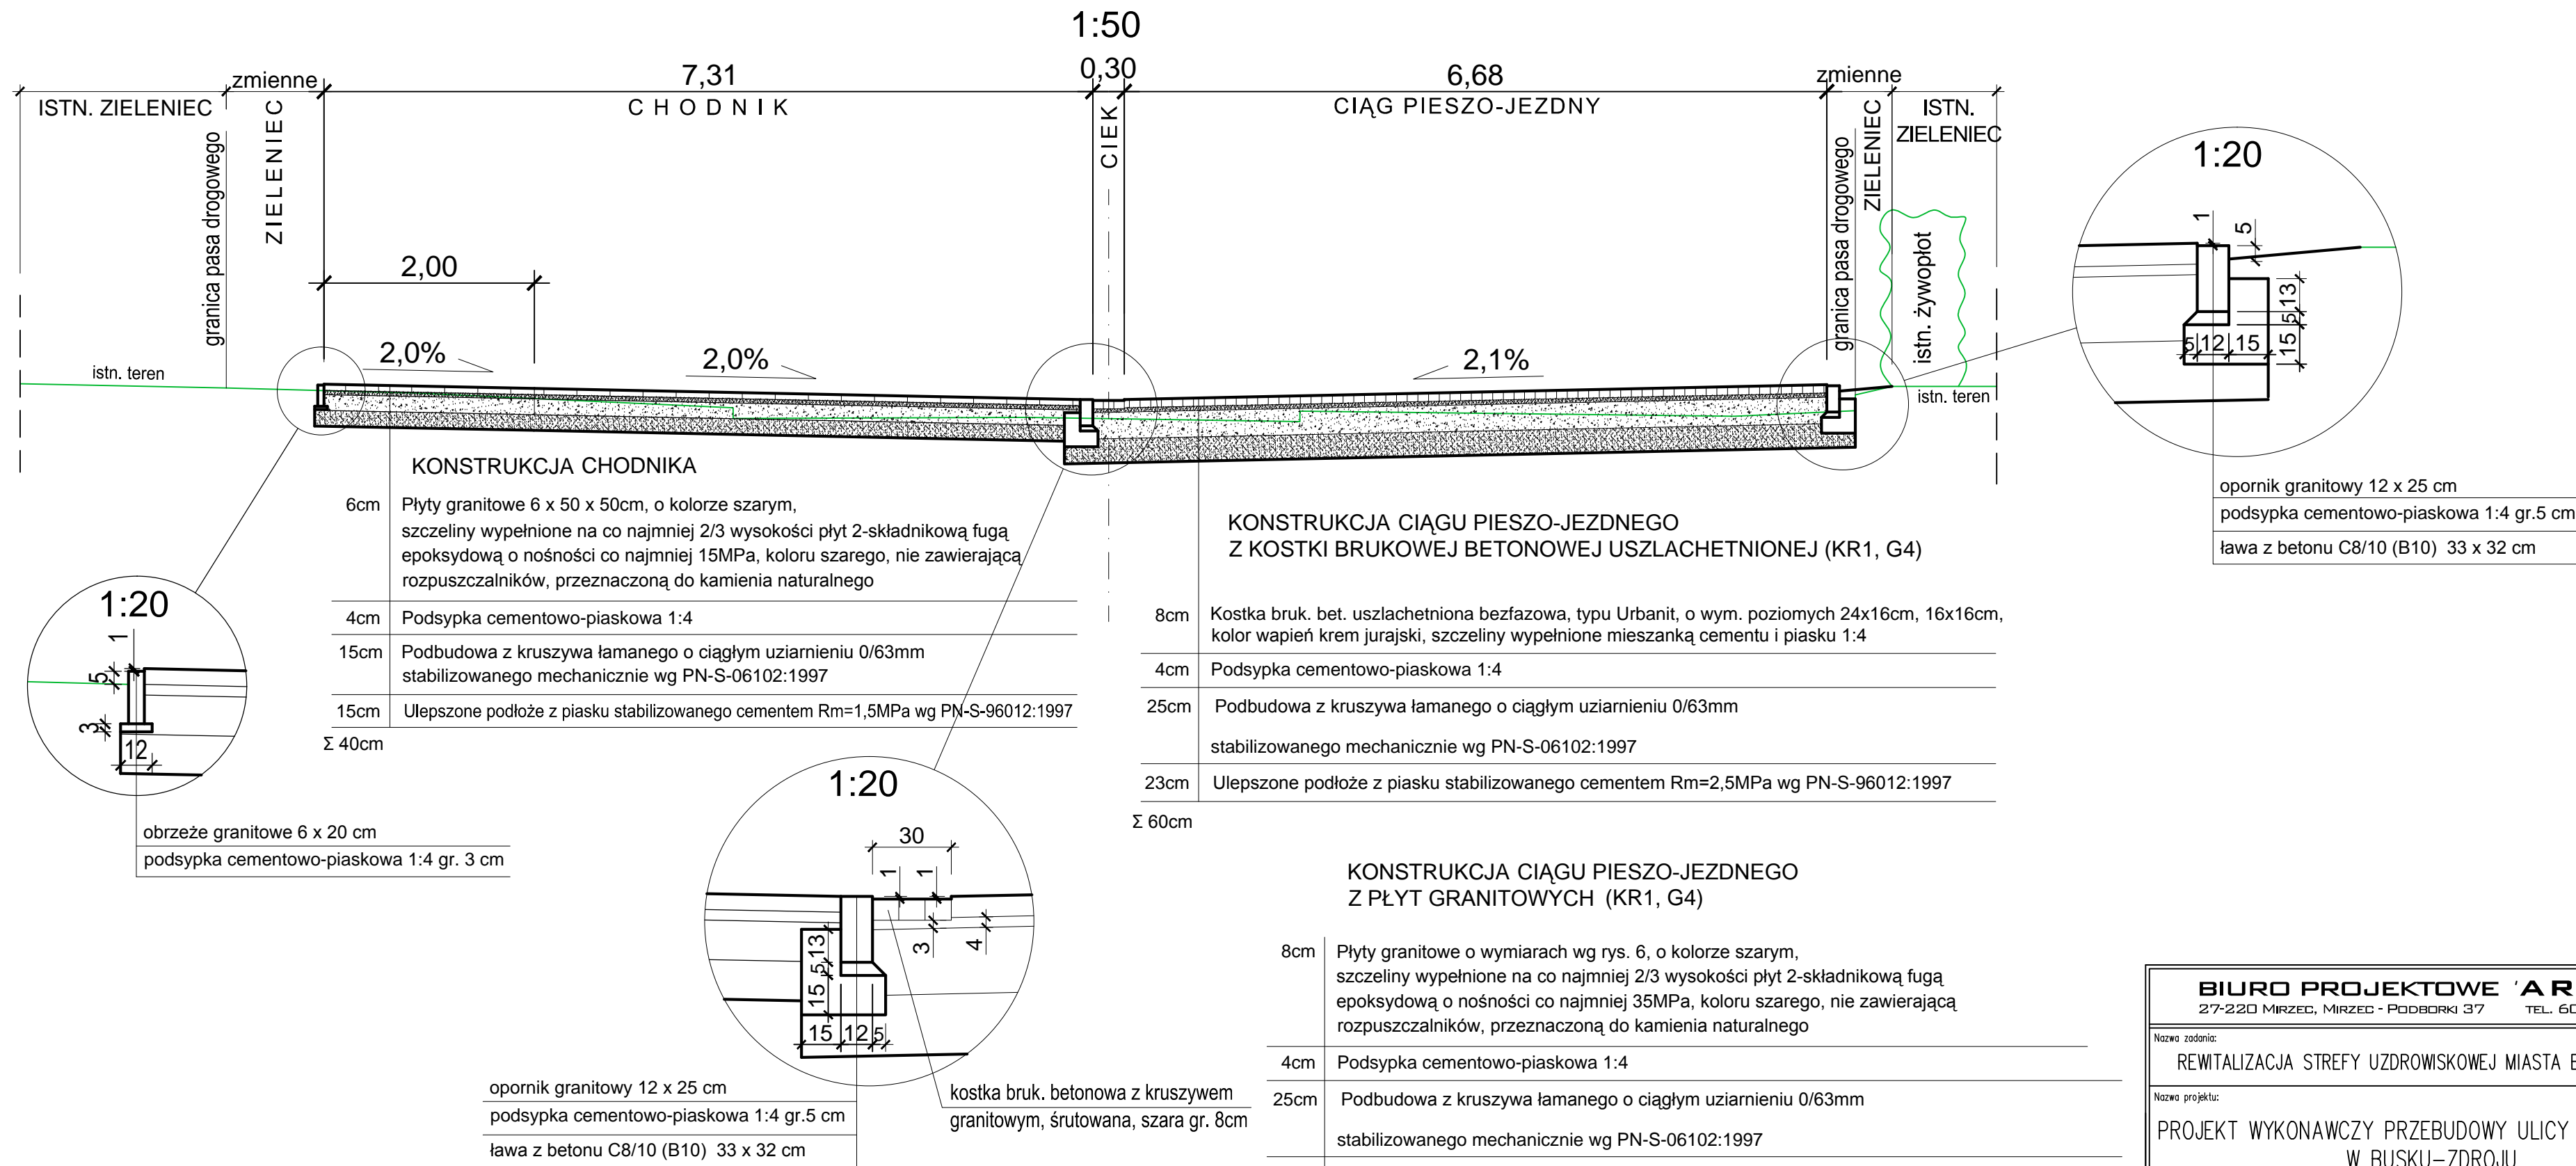 1:50
zmienne
7,31
0,30
6,68
zmienne
ISTN. ZIELENIEC
CHODNIK
CIĄG PIESZO-JEZDNY
ISTN.
ZIELENIEC
granica pasa drogowego
ZIELENIEC
CIEK
granica pasa drogowego
ZIELENIEC
istn. żywopłot
2,00
2,0%
2,0%
2,1%
istn. teren
istn. teren
1:20
1
5
13
5
15
5
12
15
opornik granitowy 12 x 25 cm
podsypka cementowo-piaskowa 1:4 gr.5 cm
ława z betonu C8/10 (B10) 33 x 32 cm
KONSTRUKCJA CHODNIKA
6cm Płyty granitowe 6 x 50 x 50cm, o kolorze szarym,
szczeliny wypełnione na co najmniej 2/3 wysokości płyt 2-składnikową fugą
epoksydową o nośności co najmniej 15MPa, koloru szarego, nie zawierającą
rozpuszczalników, przeznaczoną do kamienia naturalnego
4cm Podsypka cementowo-piaskowa 1:4
15cm Podbudowa z kruszywa łamanego o ciągłym uziarnieniu 0/63mm
stabilizowanego mechanicznie wg PN-S-06102:1997
15cm Ulepszone podłoże z piasku stabilizowanego cementem Rm=1,5MPa wg PN-S-96012:1997
Σ 40cm
1:20
1
5
3
12
obrzeże granitowe 6 x 20 cm
podsypka cementowo-piaskowa 1:4 gr. 3 cm
KONSTRUKCJA CIĄGU PIESZO-JEZDNEGO
Z KOSTKI BRUKOWEJ BETONOWEJ USZLACHETNIONEJ (KR1, G4)
8cm Kostka bruk. bet. uszlachetniona bezfazowa, typu Urbanit, o wym. poziomych 24x16cm, 16x16cm,
kolor wapień krem jurajski, szczeliny wypełnione mieszanką cementu i piasku 1:4
4cm Podsypka cementowo-piaskowa 1:4
25cm Podbudowa z kruszywa łamanego o ciągłym uziarnieniu 0/63mm
stabilizowanego mechanicznie wg PN-S-06102:1997
23cm Ulepszone podłoże z piasku stabilizowanego cementem Rm=2,5MPa wg PN-S-96012:1997
Σ 60cm
1:20
30
1
1
3
4
13
5
15
15
12
5
opornik granitowy 12 x 25 cm
podsypka cementowo-piaskowa 1:4 gr.5 cm
ława z betonu C8/10 (B10) 33 x 32 cm
kostka bruk. betonowa z kruszywem
granitowym, śrutowana, szara gr. 8cm
KONSTRUKCJA CIĄGU PIESZO-JEZDNEGO
Z PŁYT GRANITOWYCH (KR1, G4)
8cm Płyty granitowe o wymiarach wg rys. 6, o kolorze szarym,
szczeliny wypełnione na co najmniej 2/3 wysokości płyt 2-składnikową fugą
epoksydową o nośności co najmniej 35MPa, koloru szarego, nie zawierającą
rozpuszczalników, przeznaczoną do kamienia naturalnego
4cm Podsypka cementowo-piaskowa 1:4
25cm Podbudowa z kruszywa łamanego o ciągłym uziarnieniu 0/63mm
stabilizowanego mechanicznie wg PN-S-06102:1997
BIURO PROJEKTOWE 'AR
27-220 MIRZEC, MIRZEC - PODBORKI 37 TEL. 60
Nazwa zadania:
REWITALIZACJA STREFY UZDROWISKOWEJ MIASTA
Nazwa projektu:
PROJEKT WYKONAWCZY PRZEBUDOWY ULICY
W BUSKU-ZDROJU